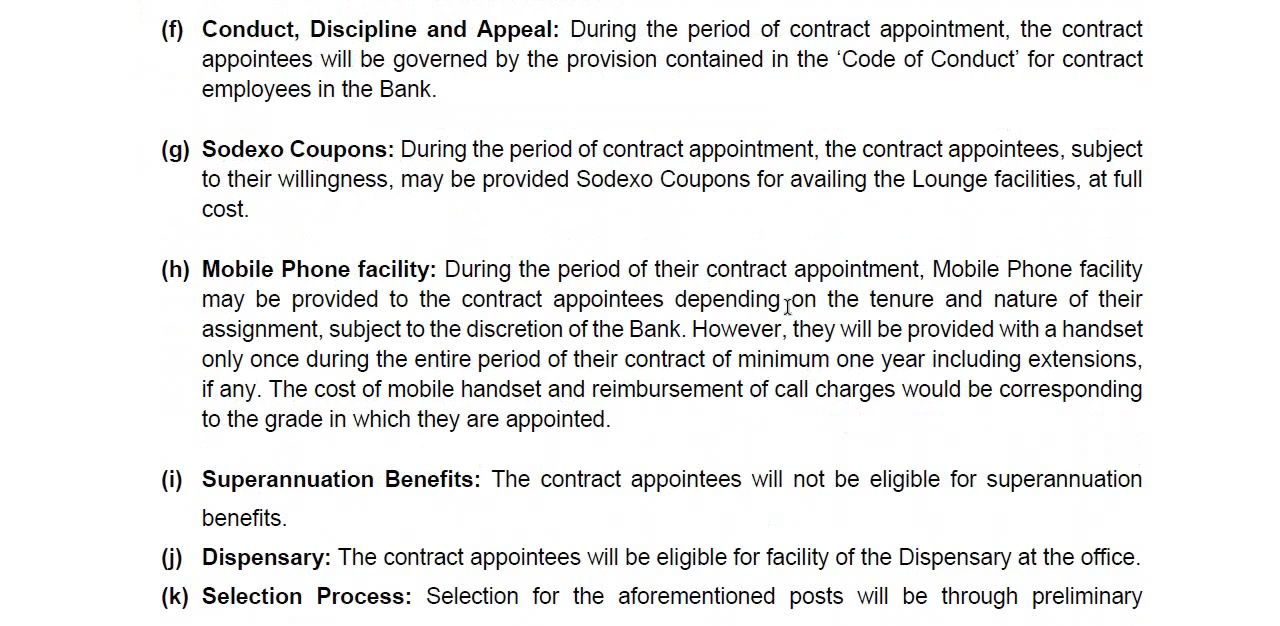 (f) Conduct, Discipline and Appeal: During the period of contract appointment, the contract
appointees will be governed by the provision contained in the ‘Code of Conduct’ for contract
employees in the Bank.
(g) Sodexo Coupons: During the period of contract appointment, the contract appointees, subject
to their willingness, may be provided Sodexo Coupons for availing the Lounge facilities, at full
cost.
(h) Mobile Phone facility: During the period of their contract appointment, Mobile Phone facility
may be provided to the contract appointees depending on the tenure and nature of their
assignment, subject to the discretion of the Bank. However, they will be provided with a handset
only once during the entire period of their contract of minimum one year including extensions,
if any. The cost of mobile handset and reimbursement of call charges would be corresponding
to the grade in which they are appointed.
(i) Superannuation Benefits: The contract appointees will not be eligible for superannuation
benefits.
(j) Dispensary: The contract appointees will be eligible for facility of the Dispensary at the office.
(k) Selection Process: Selection for the aforementioned posts will be through preliminary